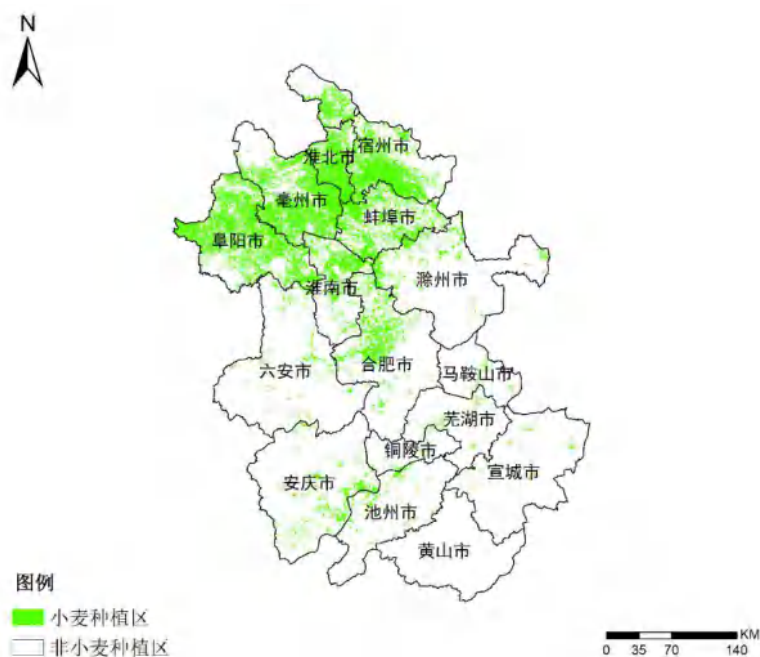 N
宿州市
淮北市
亳州市
蚌埠市
阜阳市
滁州市
淮南市
合肥市
六安市
马鞍山市
芜湖市
铜陵市
宣城市
安庆市
池州市
黄山市
图例
小麦种植区
非小麦种植区
KM
0 35 70 140